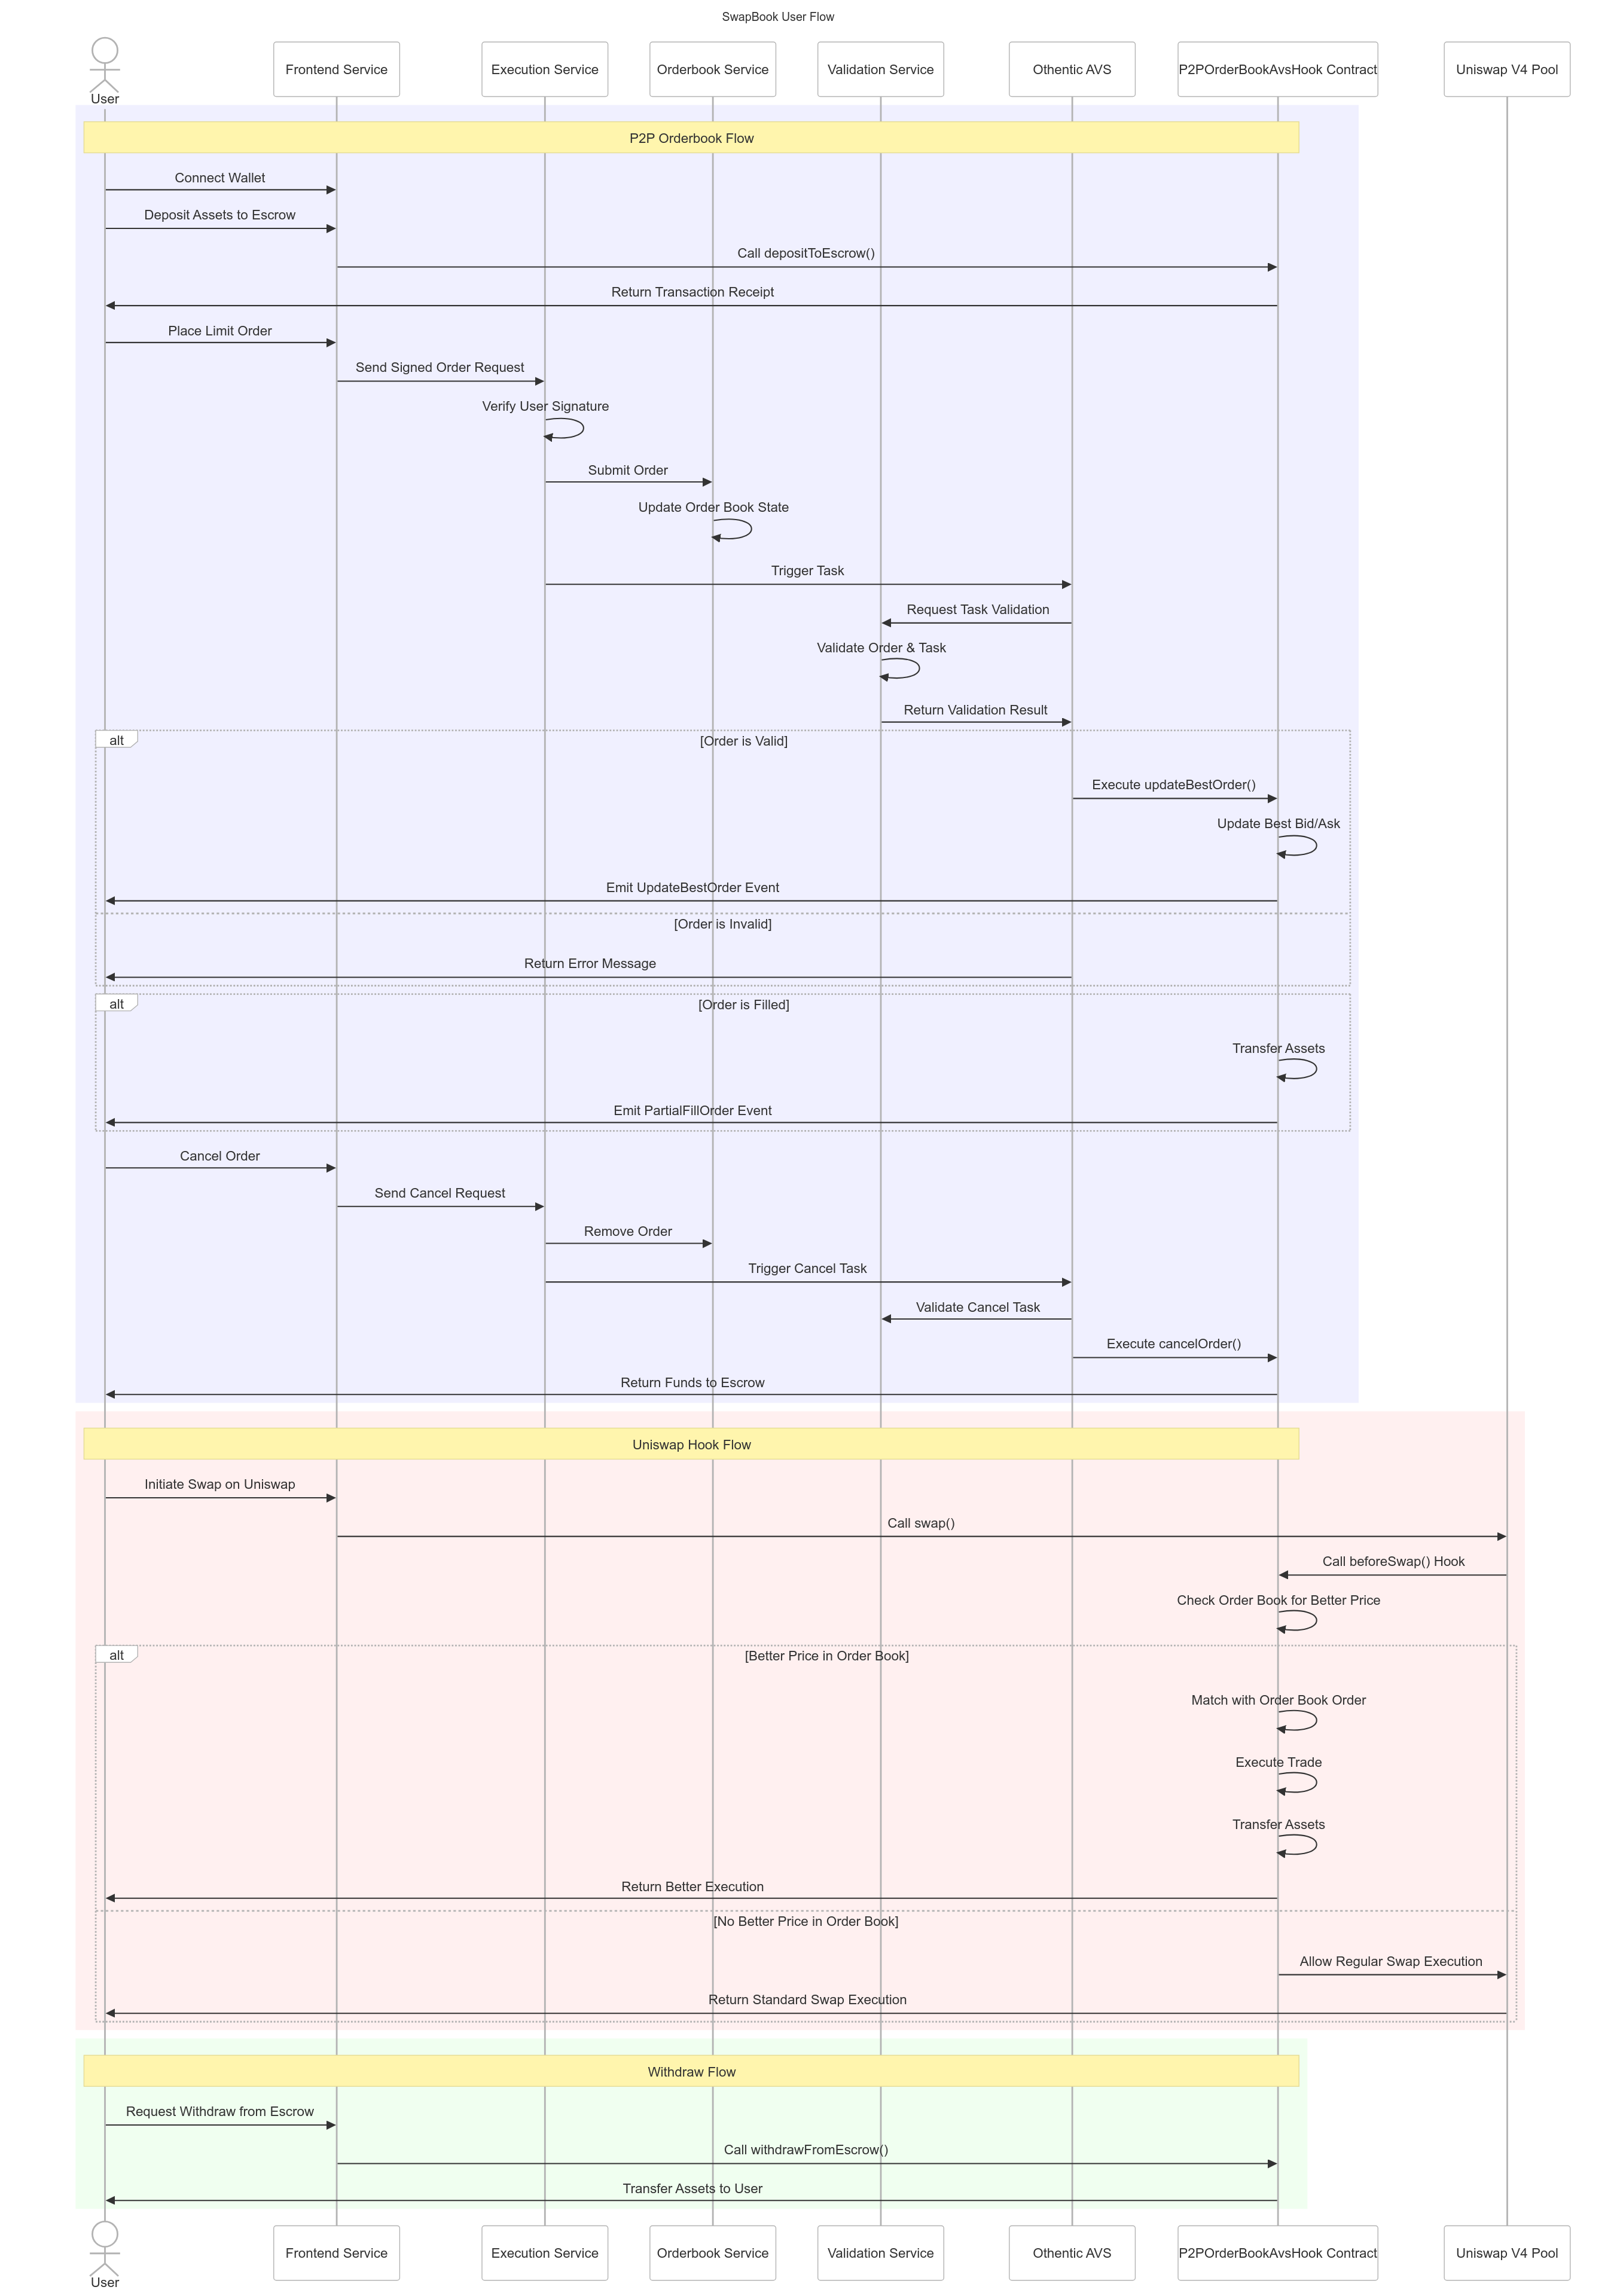 SwapBook User Flow
User
Frontend Service
Execution Service
Orderbook Service
Validation Service
Othentic AVS
P2POrderBookAvsHook Contract
Uniswap V4 Pool
P2P Orderbook Flow
Connect Wallet
Deposit Assets to Escrow
Call depositToEscrow()
Return Transaction Receipt
Place Limit Order
Send Signed Order Request
Verify User Signature
Submit Order
Update Order Book State
Trigger Task
Request Task Validation
Validate Order & Task
Return Validation Result
alt
[Order is Valid]
Execute updateBestOrder()
Update Best Bid/Ask
Emit UpdateBestOrder Event
[Order is Invalid]
Return Error Message
alt
[Order is Filled]
Transfer Assets
Emit PartialFillOrder Event
Cancel Order
Send Cancel Request
Remove Order
Trigger Cancel Task
Validate Cancel Task
Execute cancelOrder()
Return Funds to Escrow
Uniswap Hook Flow
Initiate Swap on Uniswap
Call swap()
Call beforeSwap() Hook
Check Order Book for Better Price
alt
[Better Price in Order Book]
Match with Order Book Order
Execute Trade
Transfer Assets
Return Better Execution
[No Better Price in Order Book]
Allow Regular Swap Execution
Return Standard Swap Execution
Withdraw Flow
Request Withdraw from Escrow
Call withdrawFromEscrow()
Transfer Assets to User
User
Frontend Service
Execution Service
Orderbook Service
Validation Service
Othentic AVS
P2POrderBookAvsHook Contract
Uniswap V4 Pool